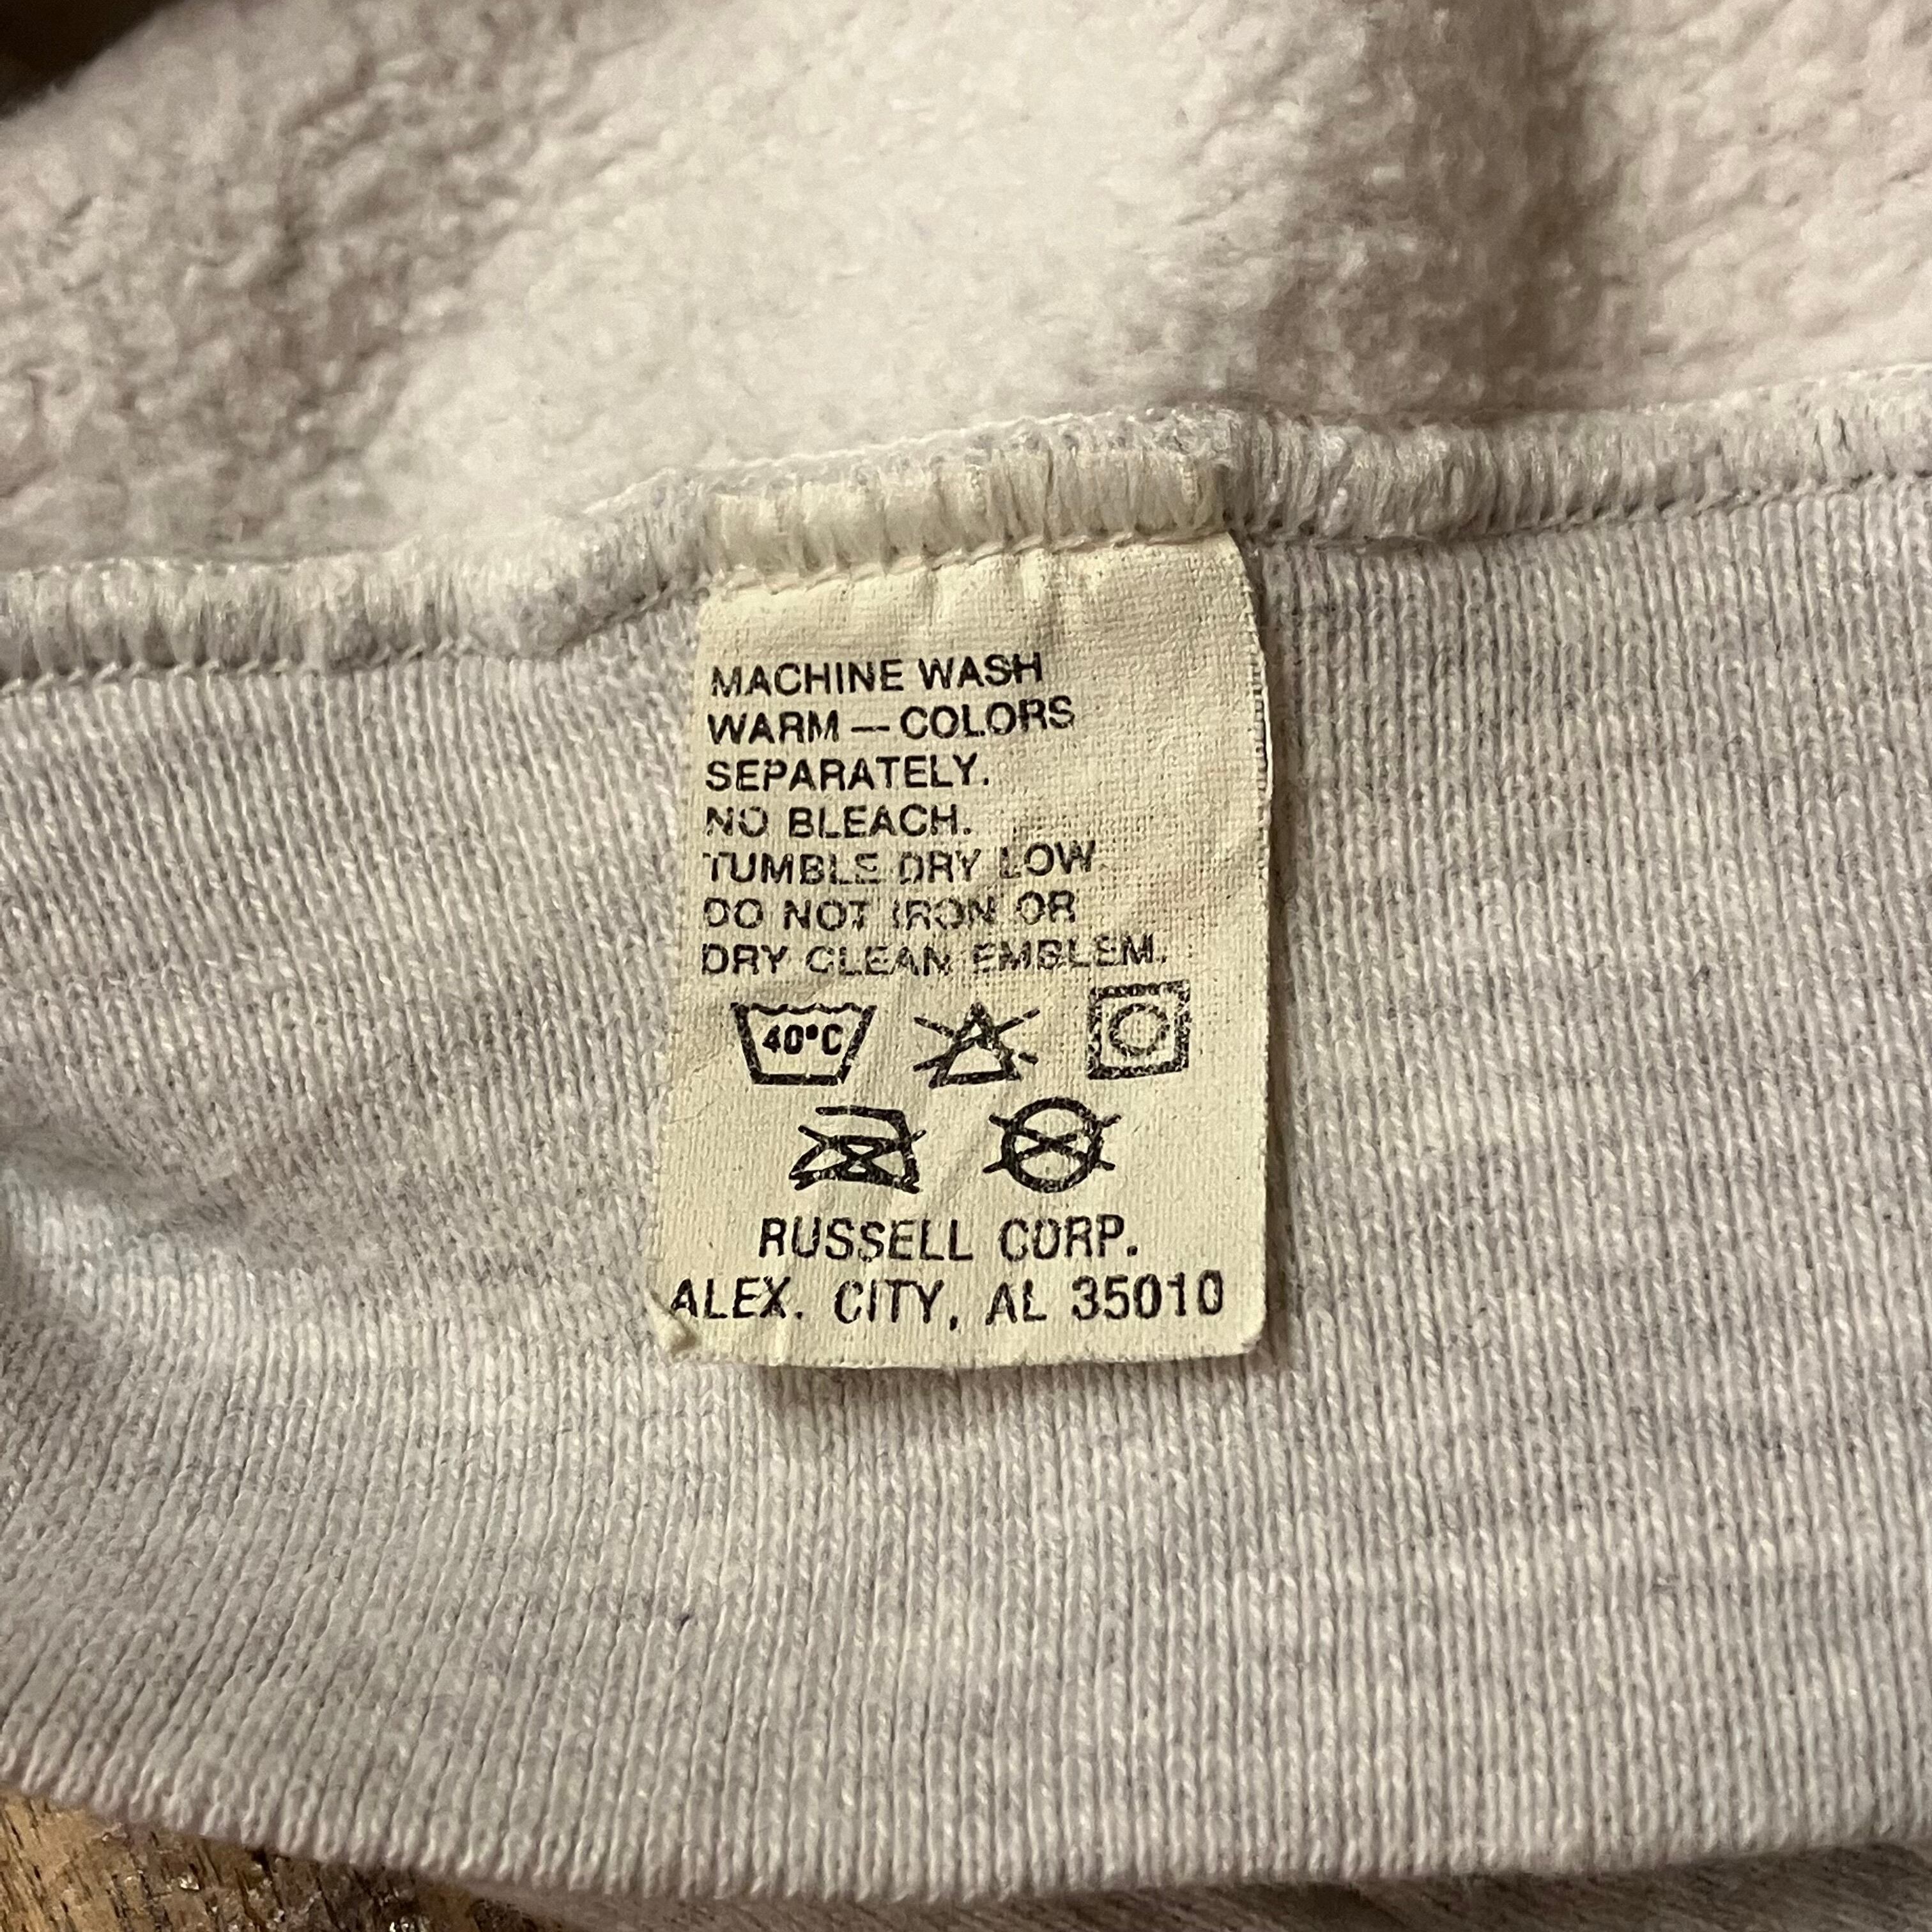 MACHINE WASH
WARM — COLORS
SEPARATELY.
NO BLEACH.
TUMBLE DRY LOW.
DO NOT IRON OR
DRY CLEAN EMBLEM.
40°C
RUSSELL CORP.
ALEX. CITY, AL 35010